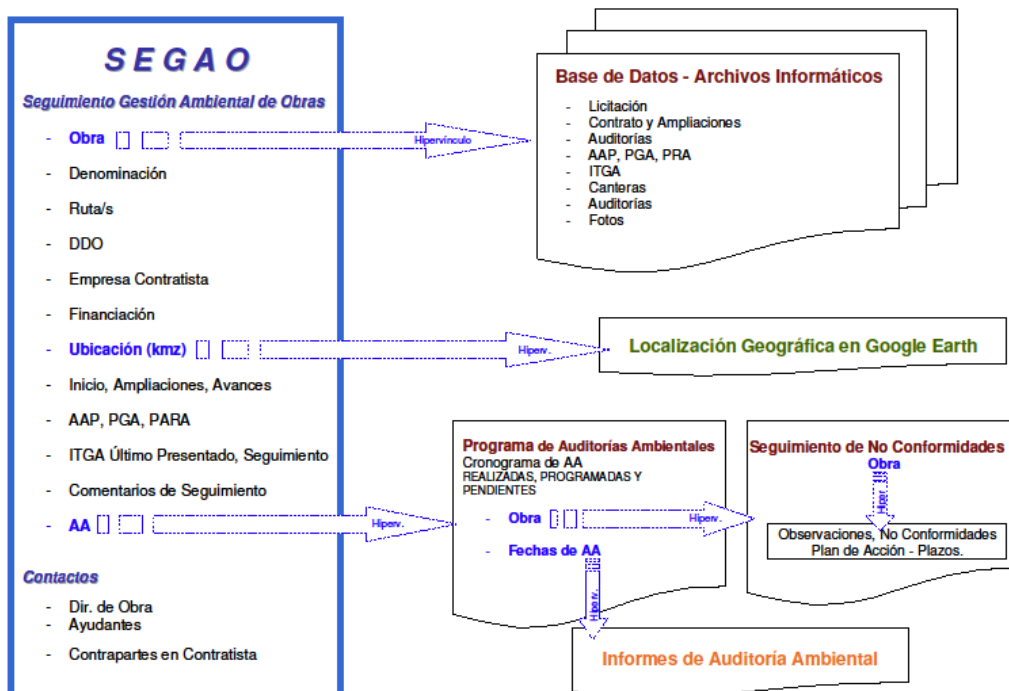 S E G A O
Seguimiento Gestión Ambiental de Obras
- Obra
- Denominación
- Ruta/s
- DDO
- Empresa Contratista
- Financiación
- Ubicación (kmz)
- Inicio, Ampliaciones, Avances
- AAP, PGA, PARA
- ITGA Último Presentado, Seguimiento
- Comentarios de Seguimiento
- AA
Contactos
- Dir. de Obra
- Ayudantes
- Contrapartes en Contratista
Hipervínculo
Base de Datos - Archivos Informáticos
- Licitación
- Contrato y Ampliaciones
- Auditorías
- AAP, PGA, PRA
- ITGA
- Canteras
- Auditorías
- Fotos
Hiperv.
Localización Geográfica en Google Earth
Hiperv.
Programa de Auditorías Ambientales
Cronograma de AA
REALIZADAS, PROGRAMADAS Y
PENDIENTES
- Obra
- Fechas de AA
Hiperv.
Hiperv.
Seguimiento de No Conformidades
Obra
Hiper.
Observaciones, No Conformidades
Plan de Acción - Plazos.
Informes de Auditoría Ambiental